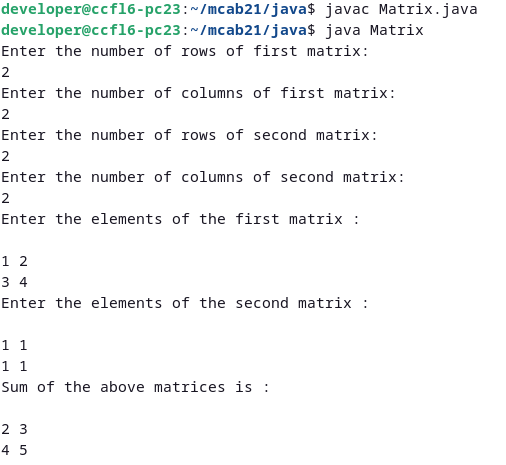 developer@ccfl6-pc23:~/mcab21/java$ javac Matrix.java
developer@ccfl6-pc23:~/mcab21/java$ java Matrix
Enter the number of rows of first matrix:
2
Enter the number of columns of first matrix:
2
Enter the number of rows of second matrix:
2
Enter the number of columns of second matrix:
2
Enter the elements of the first matrix :
1 2
3 4
Enter the elements of the second matrix :
1 1
1 1
Sum of the above matrices is :
2 3
4 5